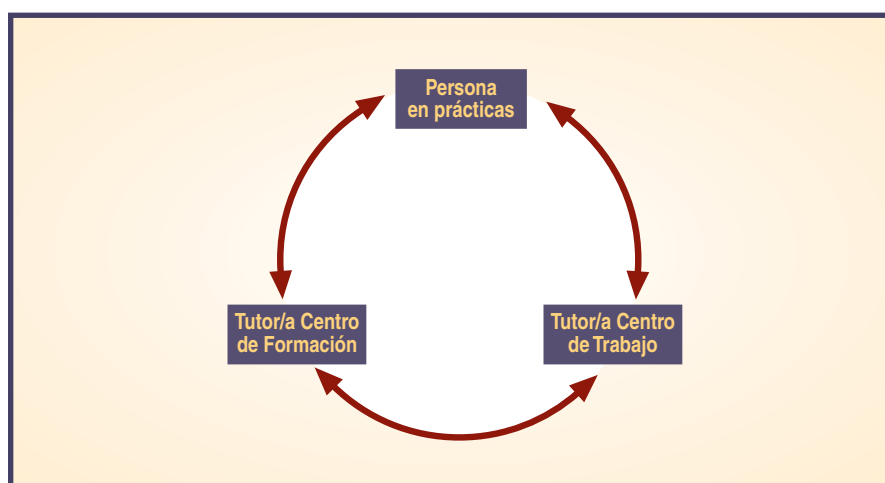 Persona
en prácticas
Tutor/a Centro
de Formación
Tutor/a Centro
de Trabajo